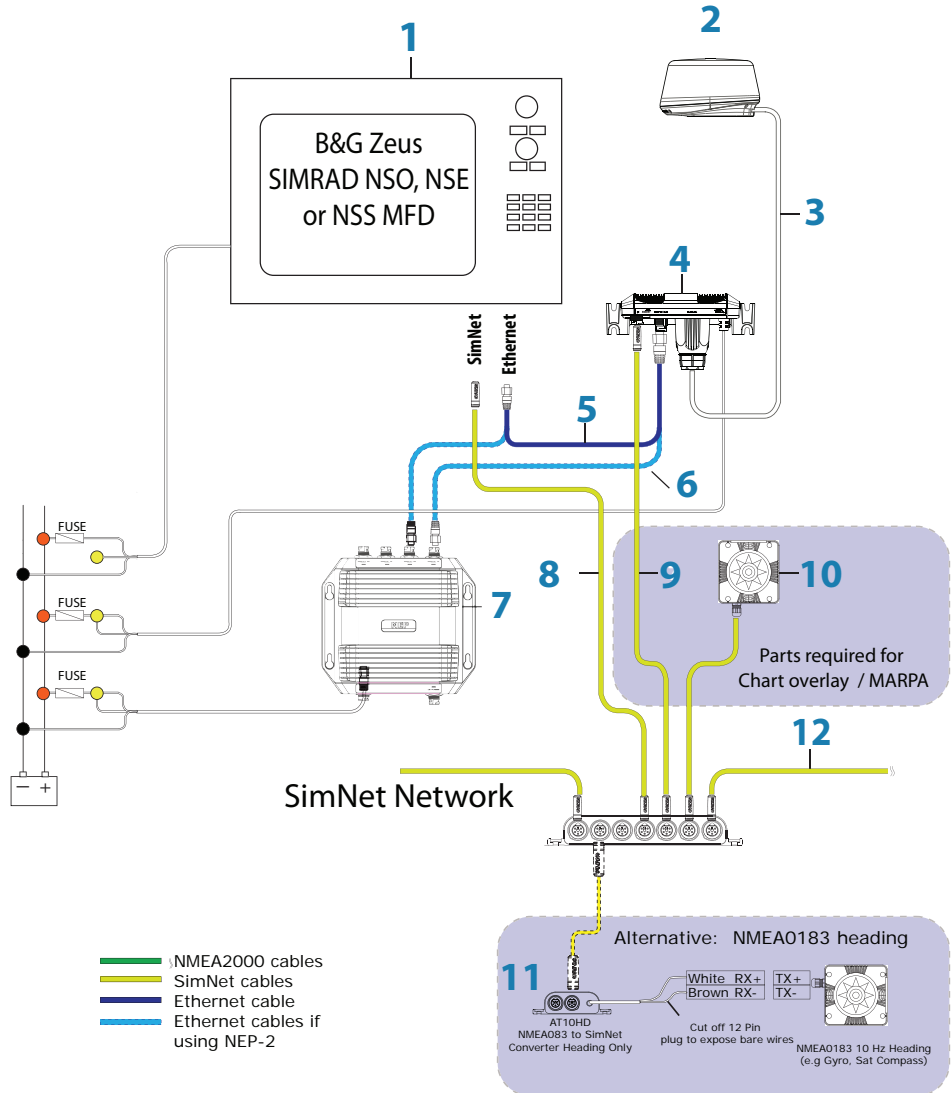 1
2
B&G Zeus
SIMRAD NSO, NSE
or NSS MFD
3
4
SimNet
Ethernet
5
6
FUSE
FUSE
FUSE
7
8
9
10
Parts required for
Chart overlay / MARPA
12
− +
SimNet Network
NMEA2000 cables
SimNet cables
Ethernet cable
Ethernet cables if
using NEP-2
Alternative: NMEA0183 heading
11
White RX+ TX+
Brown RX- TX-
AT10HD
NMEA083 to SimNet
Converter Heading Only
Cut off 12 Pin
plug to expose bare wires
NMEA0183 10 Hz Heading
(e.g Gyro, Sat Compass)